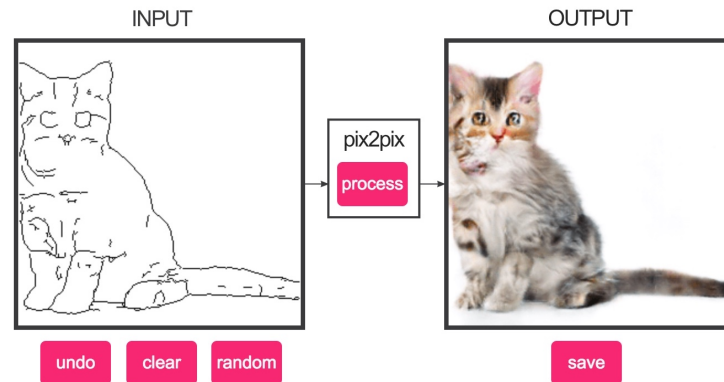 INPUT
OUTPUT
pix2pix
process
undo
clear
random
save